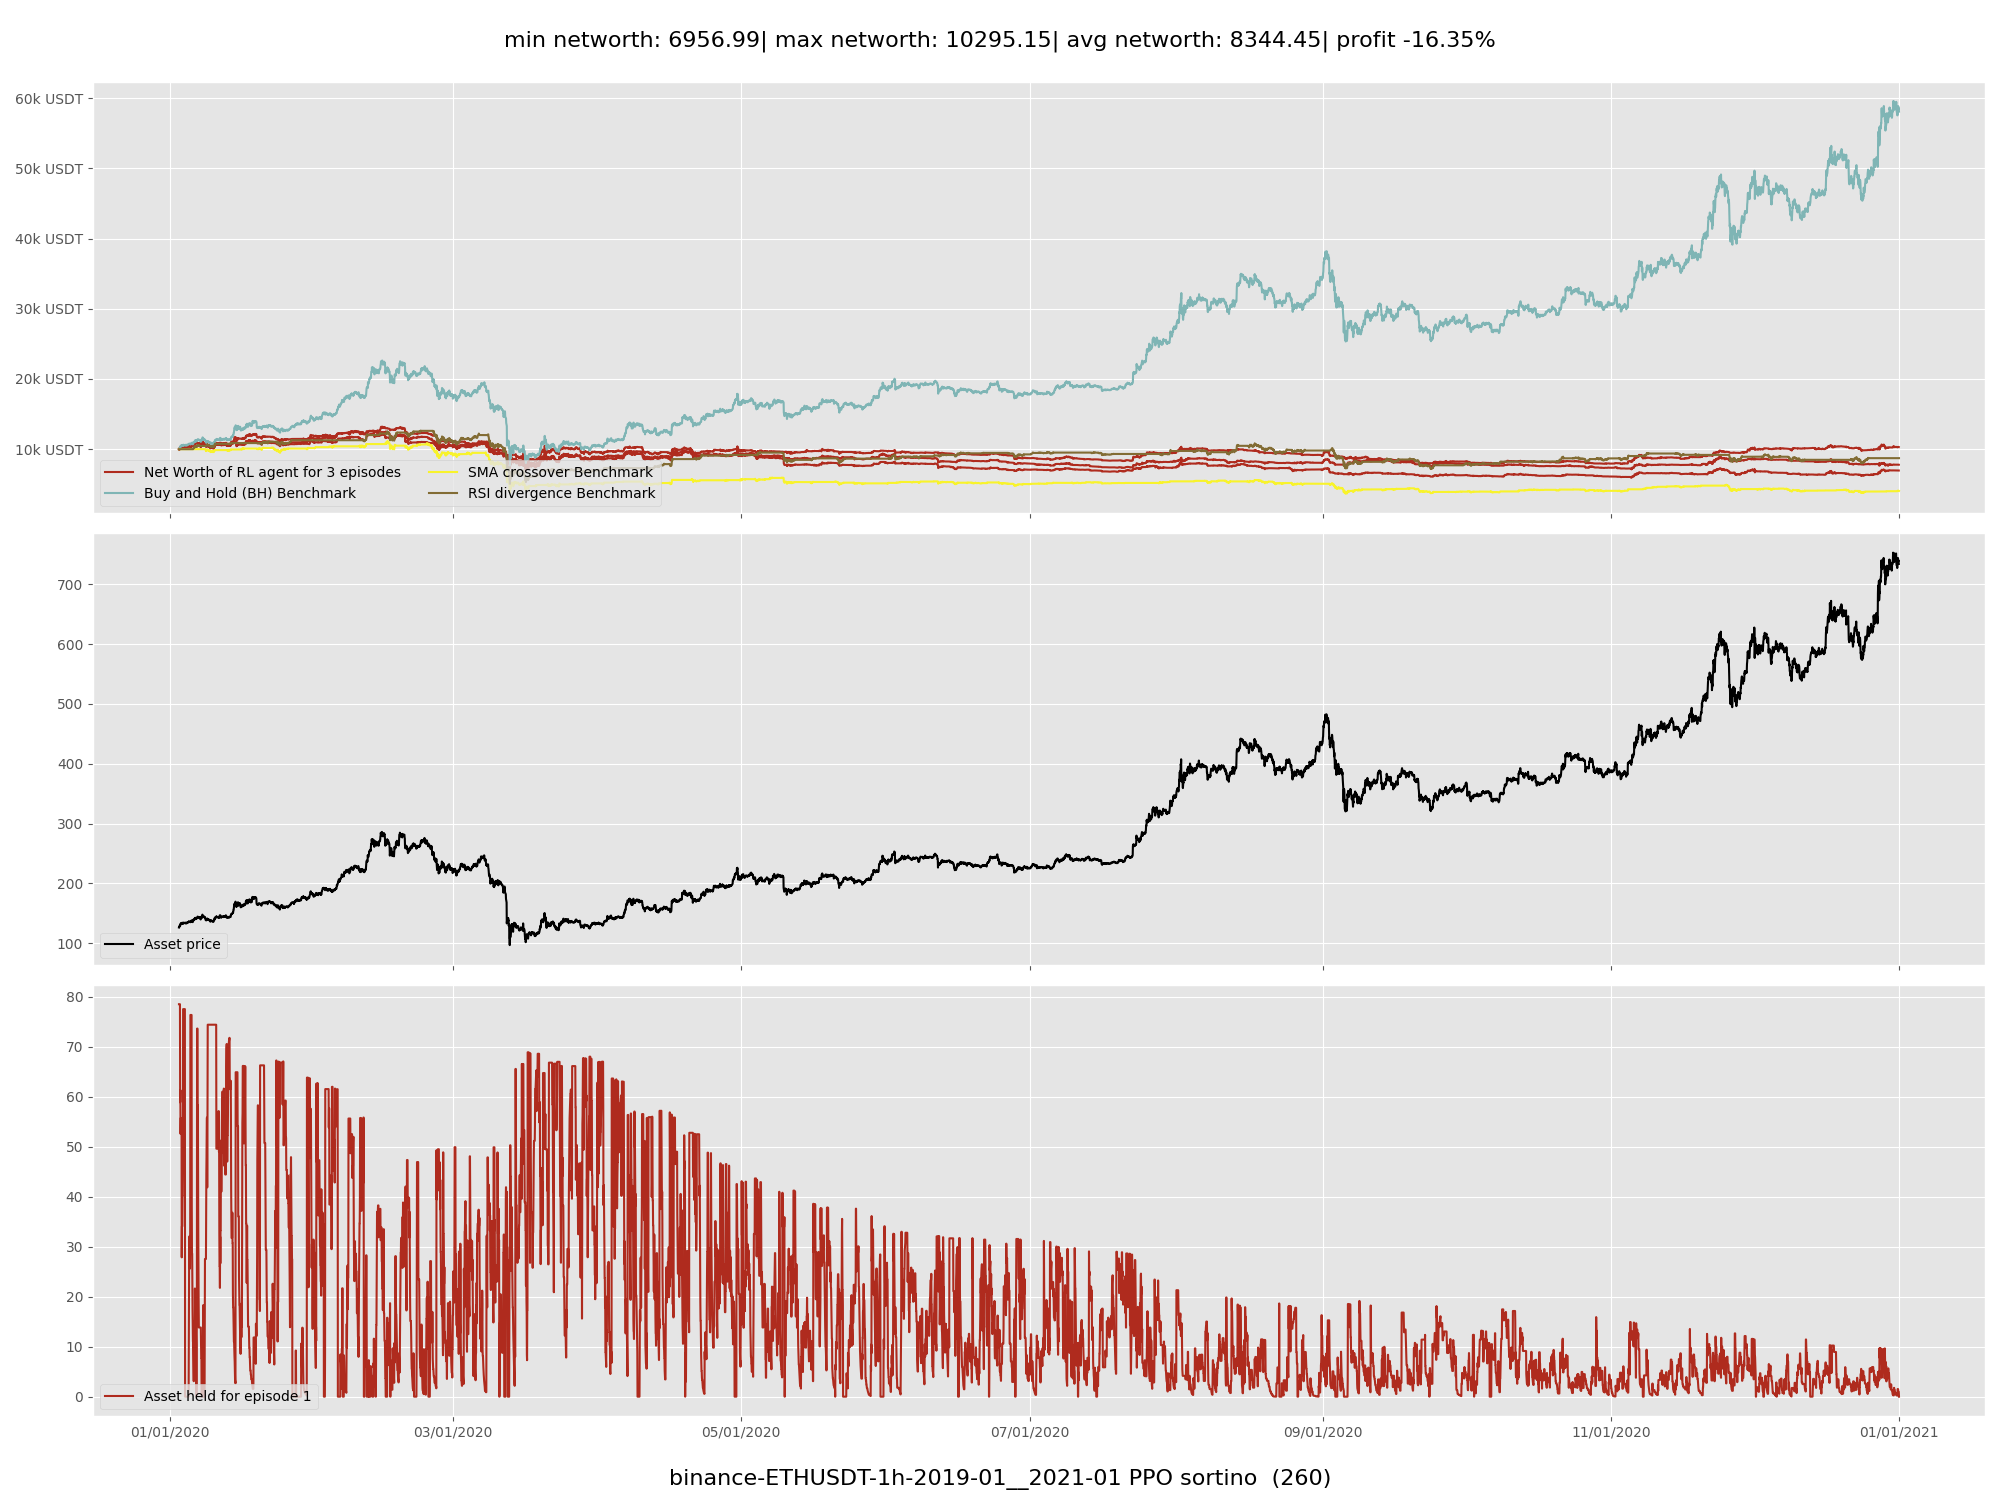 min networth: 6956.99| max networth: 10295.15| avg networth: 8344.45| profit -16.35%
60k USDT
50k USDT
40k USDT
30k USDT
20k USDT
10k USDT
Net Worth of RL agent for 3 episodes
Buy and Hold (BH) Benchmark
SMA crossover Benchmark
RSI divergence Benchmark
700
600
500
400
300
200
100
Asset price
80
70
60
50
40
30
20
10
0
Asset held for episode 1
01/01/2020 03/01/2020 05/01/2020 07/01/2020 09/01/2020 11/01/2020 01/01/2021
binance-ETHUSDT-1h-2019-01__2021-01 PPO sortino (260)